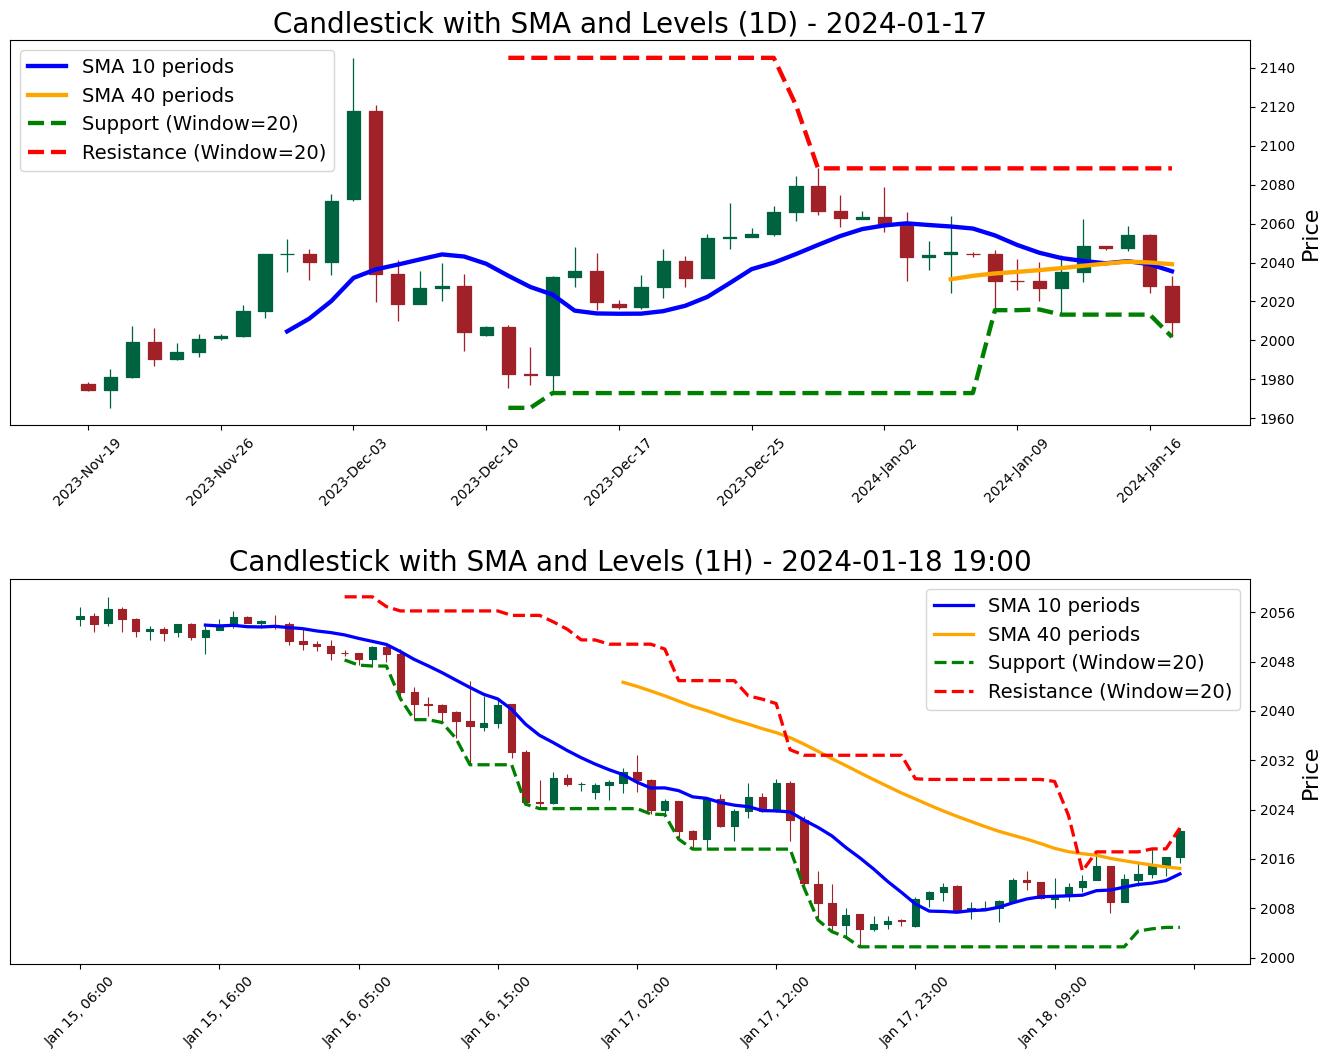 Candlestick with SMA and Levels (1D) - 2024-01-17
SMA 10 periods
SMA 40 periods
Support (Window=20)
Resistance (Window=20)
2140
2120
2100
2080
2060
2040
2020
2000
1980
1960
Price
2023-Nov-19
2023-Nov-26
2023-Dec-03
2023-Dec-10
2023-Dec-17
2023-Dec-25
2024-Jan-02
2024-Jan-09
2024-Jan-16
Candlestick with SMA and Levels (1H) - 2024-01-18 19:00
SMA 10 periods
SMA 40 periods
Support (Window=20)
Resistance (Window=20)
2056
2048
2040
2032
2024
2016
2008
2000
Price
Jan 15, 06:00
Jan 15, 16:00
Jan 16, 05:00
Jan 16, 15:00
Jan 17, 02:00
Jan 17, 12:00
Jan 17, 23:00
Jan 18, 09:00